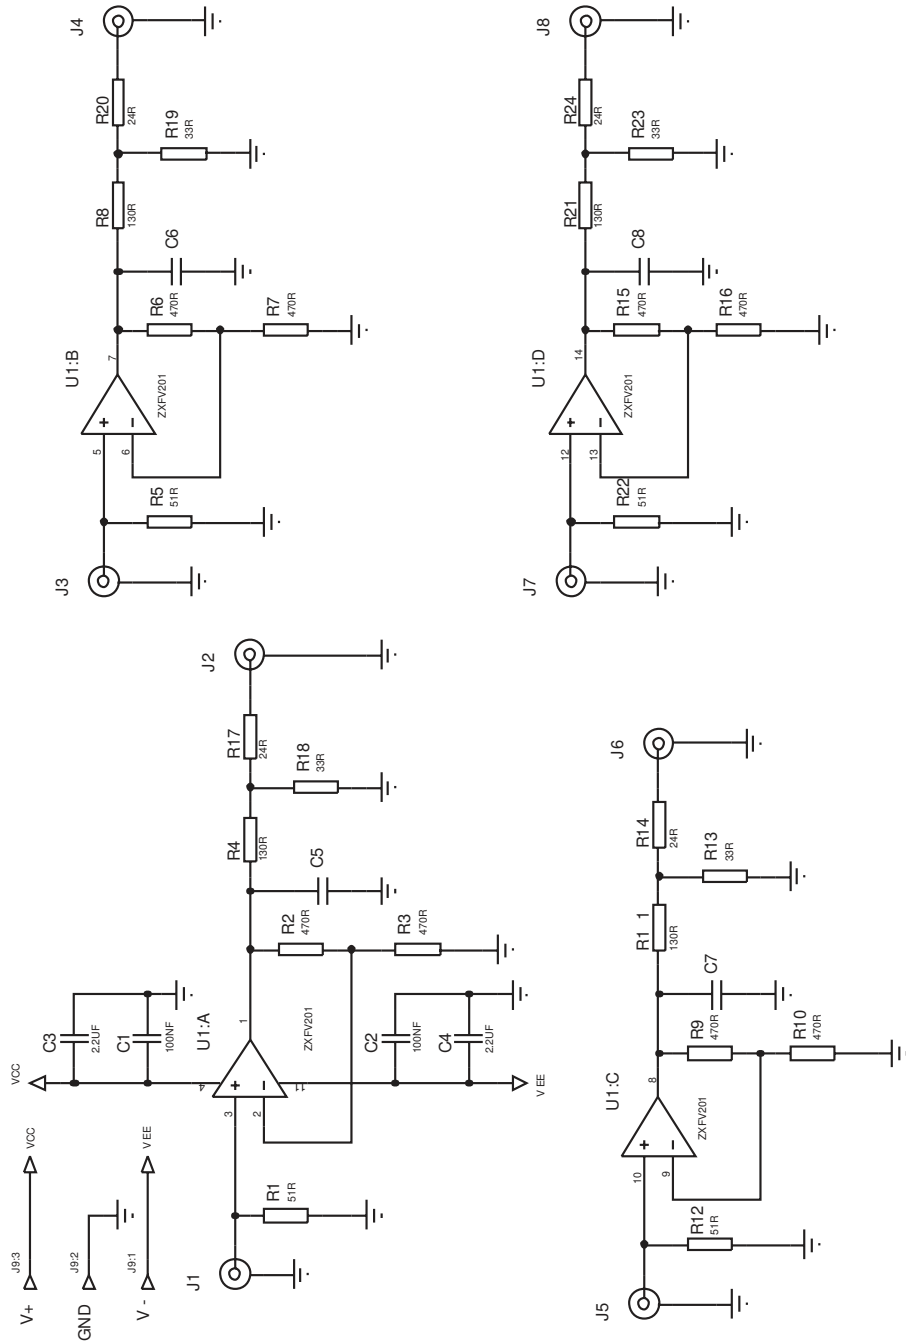 V+
J9:3
VCC
GND
J9:2
V -
J9:1
V EE
VCC
C3
2.2UF
C1
100NF
U1:A
4
+
3
2
−
11
1
ZXFV201
C2
100NF
C4
2.2UF
V EE
J1
R1
51R
R2
470R
R3
470R
C5
R4
130R
R18
33R
R17
24R
J2
J3
R5
51R
U1:B
5
+
6
−
7
ZXFV201
R6
470R
R7
470R
C6
R8
130R
R19
33R
R20
24R
J4
J5
R12
51R
U1:C
10
+
9
−
8
ZXFV201
R9
470R
R10
470R
C7
R1 1
130R
R13
33R
R14
24R
J6
J7
R22
51R
U1:D
12
+
13
−
14
ZXFV201
R15
470R
R16
470R
C8
R21
130R
R23
33R
R24
24R
J8